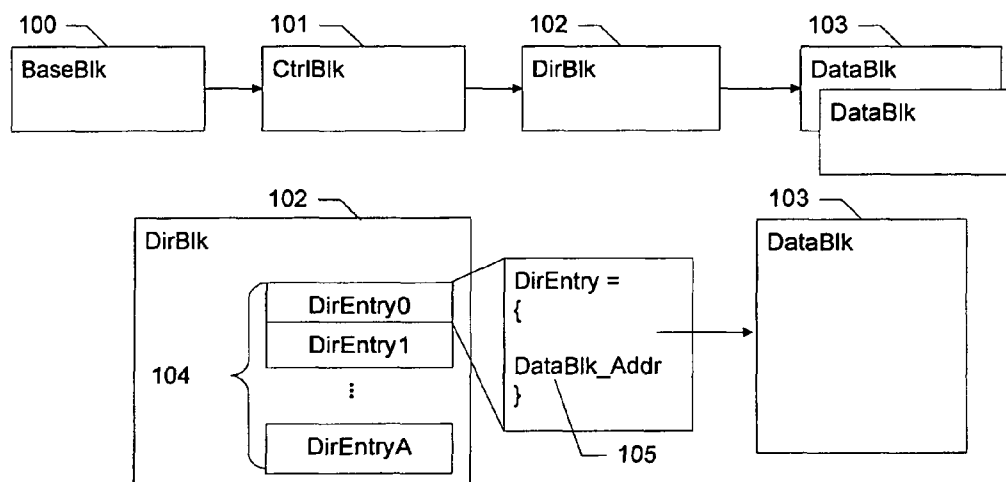 100
101
102
103
BaseBlk
CtrlBlk
DirBlk
DataBlk
DataBlk
102
103
DirBlk
DataBlk
DirEntry0
DirEntry1
⋮
DirEntryA
104
DirEntry =
{
DataBlk_Addr
}
105